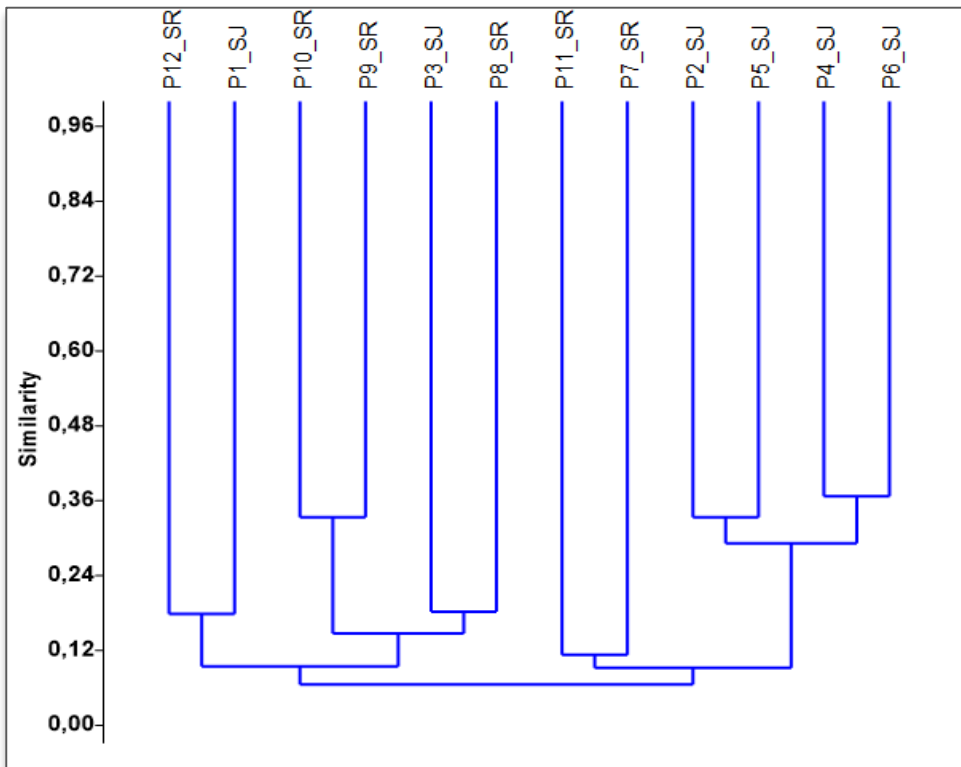 P12_SR
P1_SJ
P10_SR
P9_SR
P3_SJ
P8_SR
P11_SR
P7_SR
P2_SJ
P5_SJ
P4_SJ
P6_SJ
0,96
0,84
0,72
0,60
0,48
0,36
0,24
0,12
0,00
Similarity